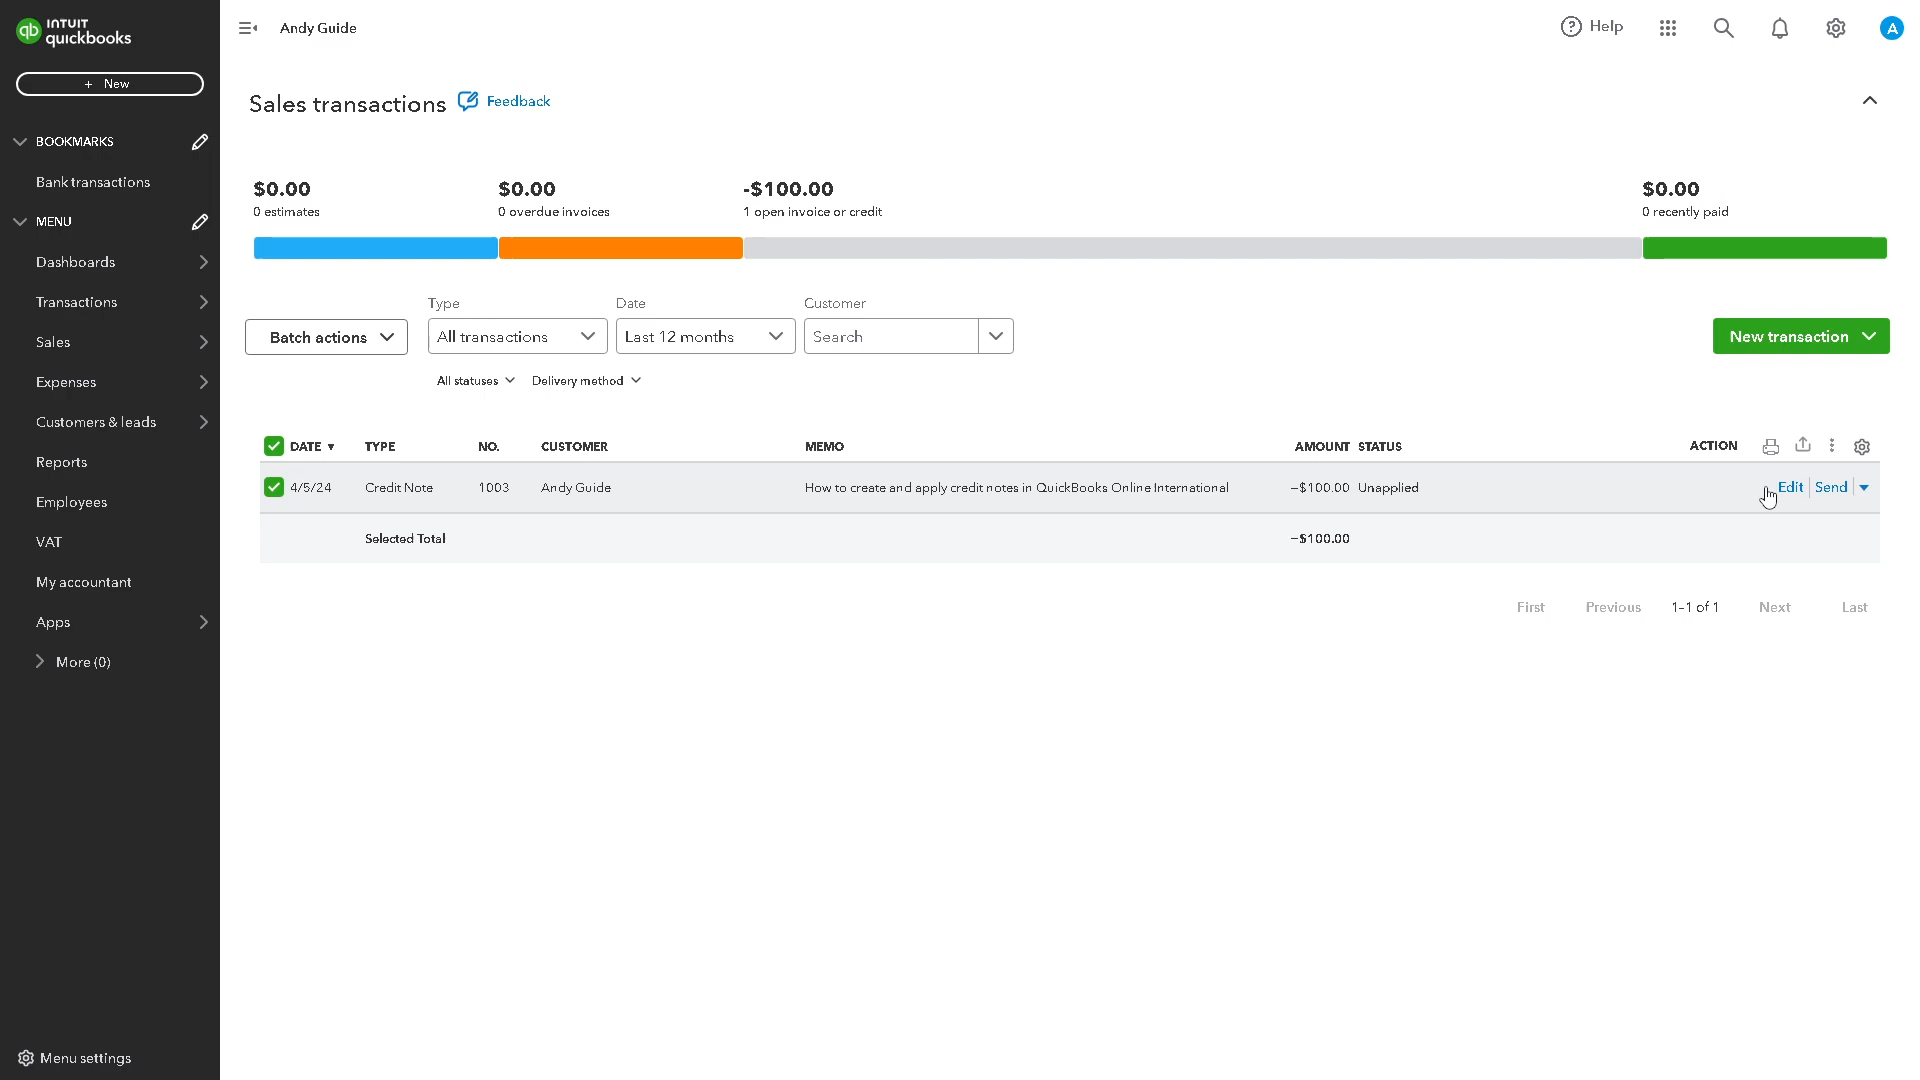 INTUIT
quickbooks
qb
Andy Guide
Help
A
+ New
BOOKMARKS
Bank transactions
MENU
Dashboards
Transactions
Sales
Expenses
Customers & leads
Reports
Employees
VAT
My accountant
Apps
More (0)
Menu settings
Sales transactions
Feedback
$0.00
0 estimates
$0.00
0 overdue invoices
-$100.00
1 open invoice or credit
$0.00
0 recently paid
Batch actions
Type
All transactions
Date
Last 12 months
Customer
Search
New transaction
All statuses
Delivery method
DATE ▼ TYPE NO. CUSTOMER MEMO AMOUNT STATUS ACTION
4/5/24 Credit Note 1003 Andy Guide How to create and apply credit notes in QuickBooks Online International –$100.00 Unapplied Edit Send
Selected Total –$100.00
First Previous 1-1 of 1 Next Last